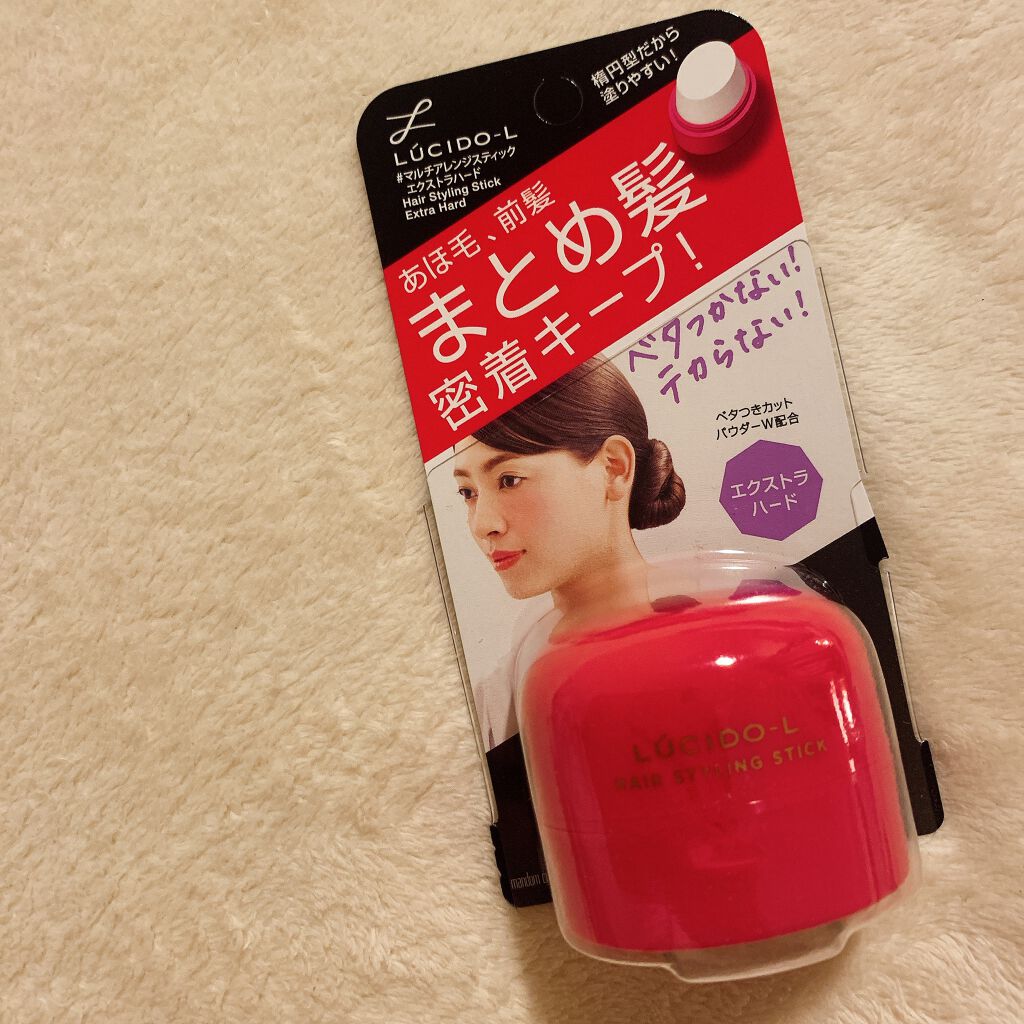 楕円型だから
塗りやすい!
LÚCIDO-L
#マルチアレンジスティック
エクストラハード
Hair Styling Stick
Extra Hard
あほ毛、前髪
まとめ髪
密着キープ!
ベタつかない!
テカらない!
ベタつきカット
パウダーW配合
エクストラ
ハード
LÚCIDO-L
HAIR STYLING STICK
mandom